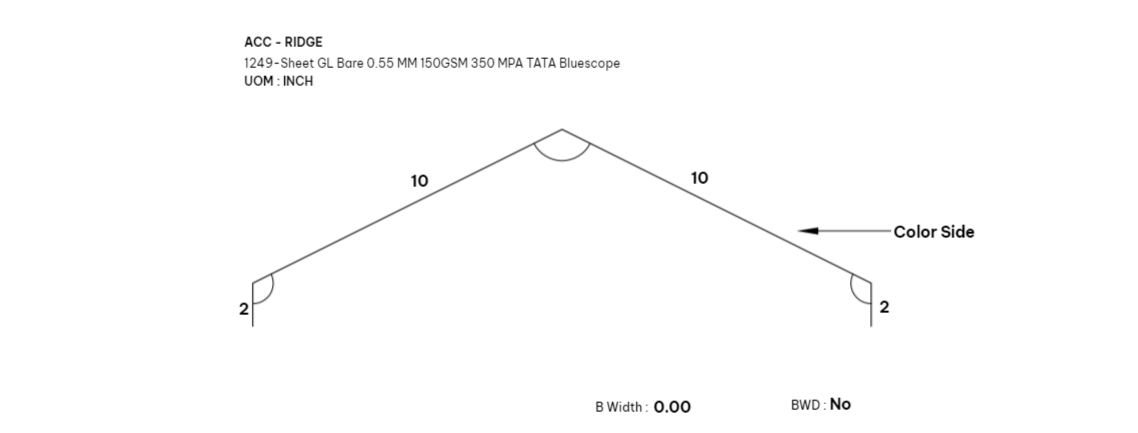 ACC - RIDGE
1249-Sheet GL Bare 0.55 MM 150GSM 350 MPA TATA Bluescope
UOM : INCH
10
10
Color Side
2
2
B Width : 0.00
BWD : No